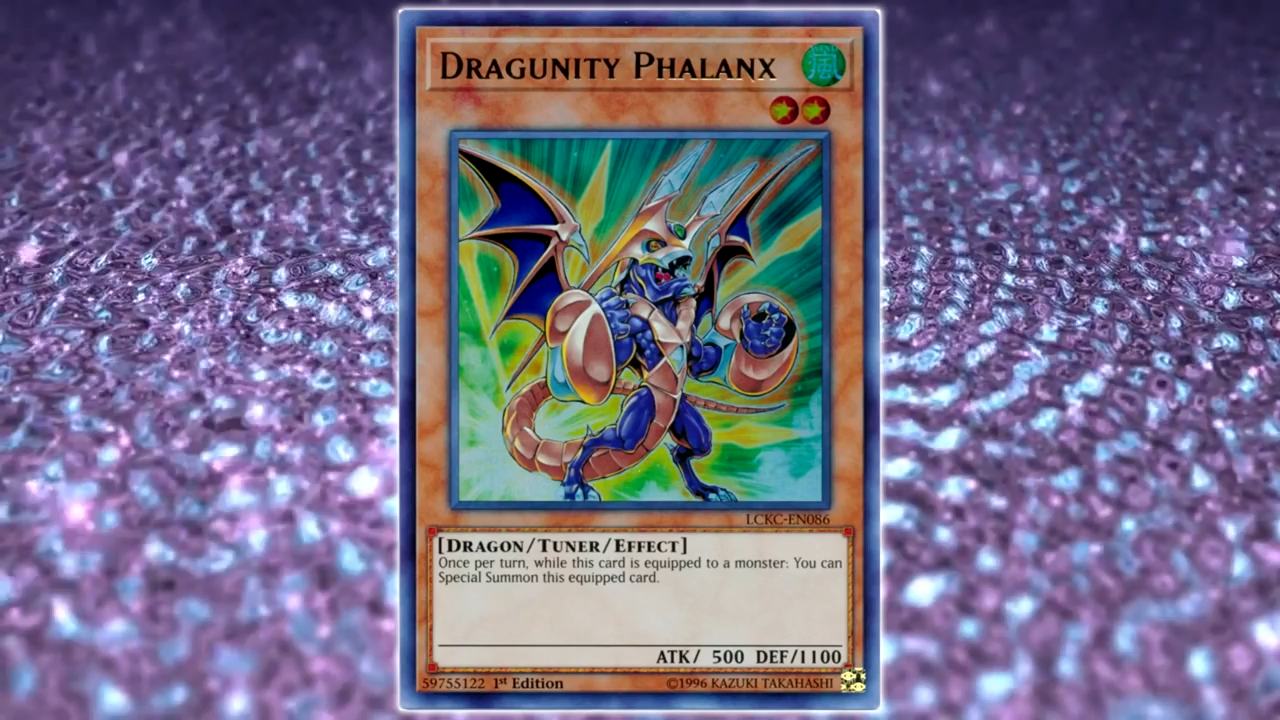 DRAGUNITY PHALANX
WIND
風
LCKC-EN086
[DRAGON/TUNER/EFFECT]
Once per turn, while this card is equipped to a monster: You can
Special Summon this equipped card.
ATK/ 500 DEF/1100
59755122 1st Edition
©1996 KAZUKI TAKAHASHI